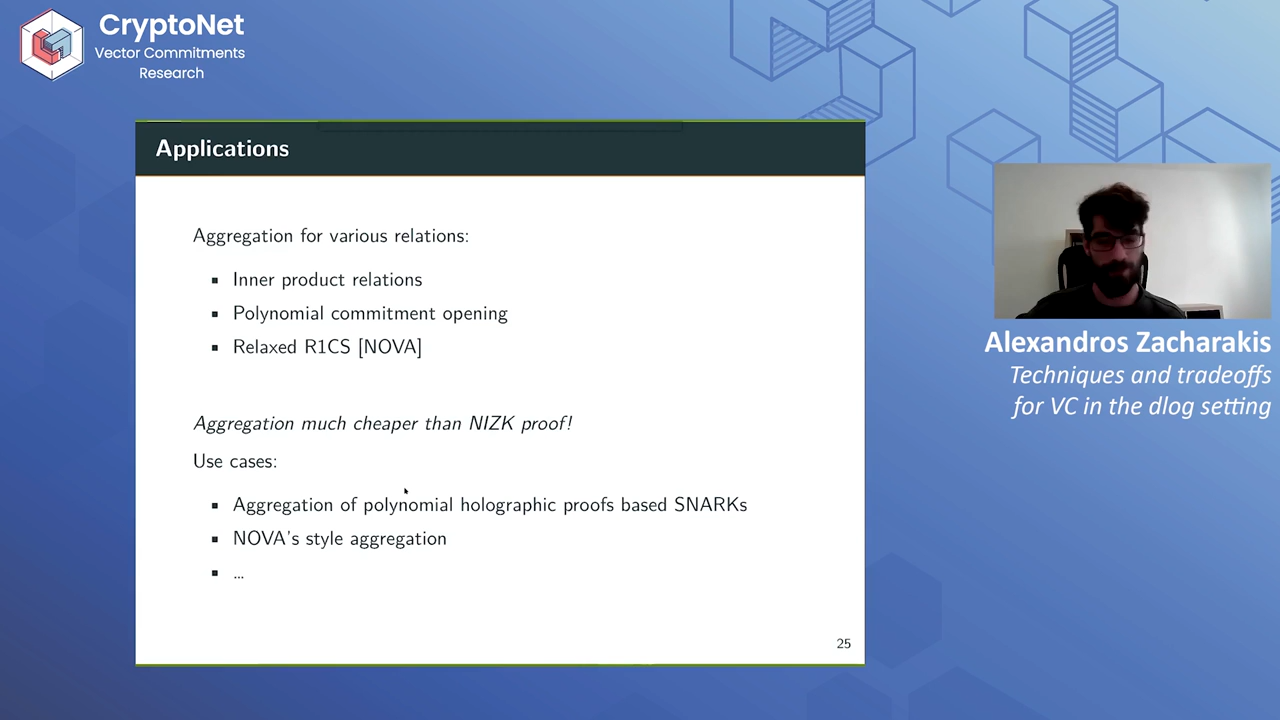 CryptoNet
Vector Commitments
Research
Applications
Aggregation for various relations:
▪ Inner product relations
▪ Polynomial commitment opening
▪ Relaxed R1CS [NOVA]
Aggregation much cheaper than NIZK proof!
Use cases:
▪ Aggregation of polynomial holographic proofs based SNARKs
▪ NOVA's style aggregation
▪ ...
25
Alexandros Zacharakis
Techniques and tradeoffs
for VC in the dlog setting